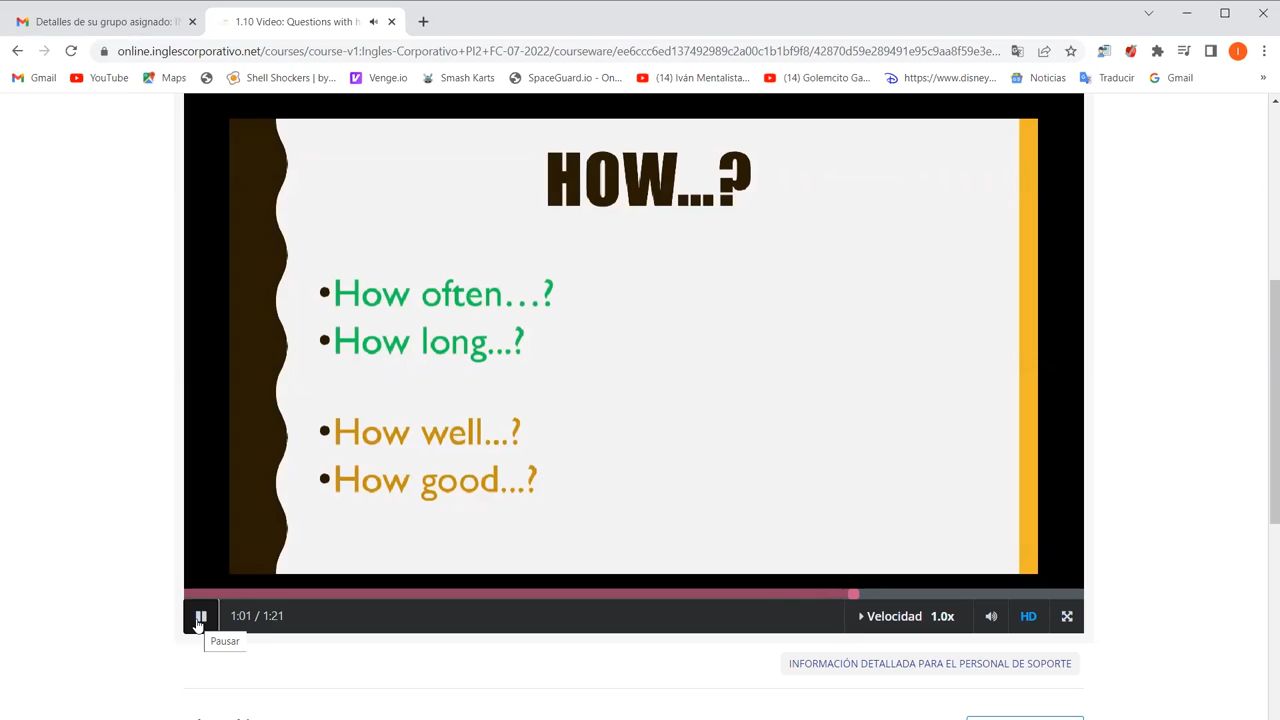 Detalles de su grupo asignado: II
1.10 Video: Questions with h
online.inglescorporativo.net/courses/course-v1:Ingles-Corporativo+PI2+FC-07-2022/courseware/ee6ccc6ed137492989c2a00c1b1bf9f8/42870d59e289491e95c9aa8f59e3e...
Gmail
YouTube
Maps
Shell Shockers | by...
Venge.io
Smash Karts
SpaceGuard.io - On...
(14) Iván Mendista...
(14) GolemcitoGa...
https://www.disney...
Noticias
Traducir
Gmail
»
HOW...?
•How often...?
•How long...?
•How well...?
•How good...?
1:01 / 1:21
Velocidad 1.0x
HD
Pausar
INFORMACIÓN DETALLADA PARA EL PERSONAL DE SOPORTE